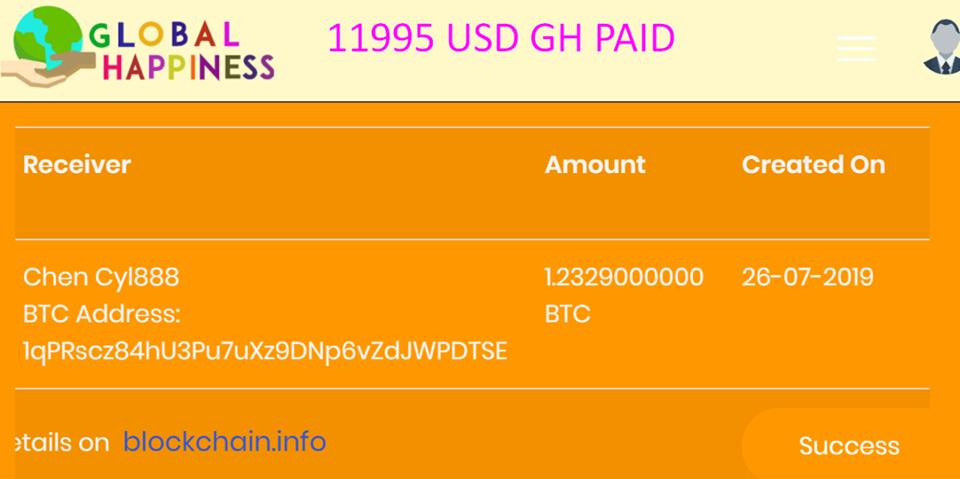 GLOBAL
HAPPINESS
11995 USD GH PAID
Receiver Amount Created On
Chen Cyl888 1.2329000000 26-07-2019
BTC Address: BTC
1qPRscz84hU3Pu7uXz9DNp6vZdJWPDTSE
etails on blockchain.info
Success